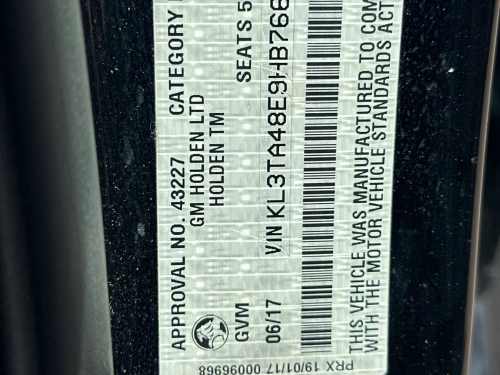 APPROVAL NO. 43227 CATEGORY
GM HOLDEN LTD
HOLDEN TM
GVM SEATS 5
06/17 VIN KL3TA48E9HB766
THIS VEHICLE WAS MANUFACTURED TO COM
WITH THE MOTOR VEHICLE STANDARDS ACT
PRX 19/01/17 00096968